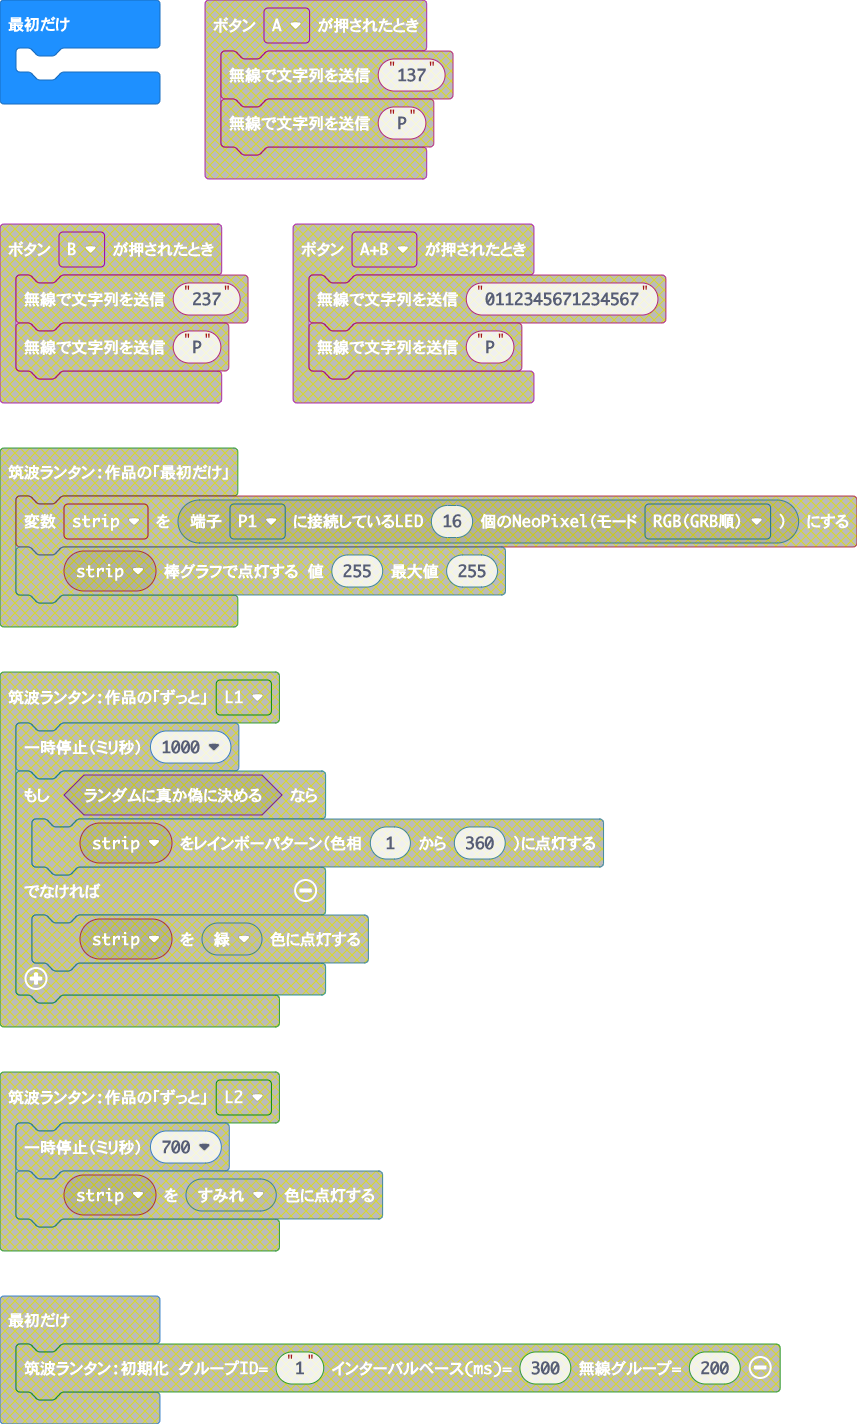 最初だけ
ボタン A が押されたとき
無線で文字列を送信 "137"
無線で文字列を送信 "P"
ボタン B が押されたとき
無線で文字列を送信 "237"
無線で文字列を送信 "P"
ボタン A+B が押されたとき
無線で文字列を送信 "0112345671234567"
無線で文字列を送信 "P"
筑波ランタン:作品の「最初だけ」
変数 strip を 端子 P1 に接続しているLED 16 個のNeoPixel(モード RGB(GRB順) ) にする
strip 棒グラフで点灯する 値 255 最大値 255
筑波ランタン:作品の「ずっと」 L1
一時停止(ミリ秒) 1000
もし ランダムに真か偽に決める なら
strip をレインボーパターン(色相 1 から 360 )に点灯する
でなければ
strip を 緑 色に点灯する
筑波ランタン:作品の「ずっと」 L2
一時停止(ミリ秒) 700
strip を すみれ 色に点灯する
最初だけ
筑波ランタン:初期化 グループID= "1" インターバルベース(ms)= 300 無線グループ= 200